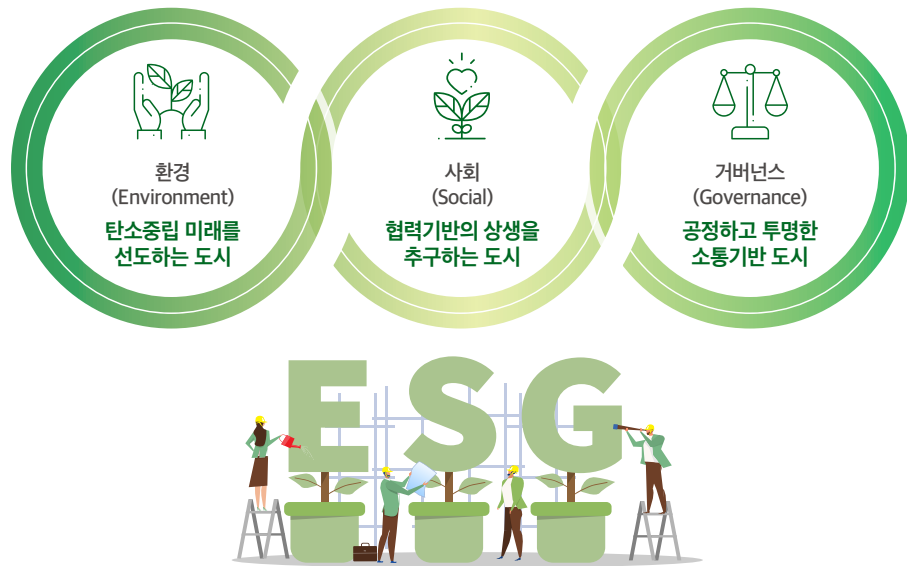 환경
(Environment)
탄소중립 미래를
선도하는 도시
사회
(Social)
협력기반의 상생을
추구하는 도시
거버넌스
(Governance)
공정하고 투명한
소통기반 도시
ESG